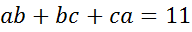 ab + bc + ca = 11